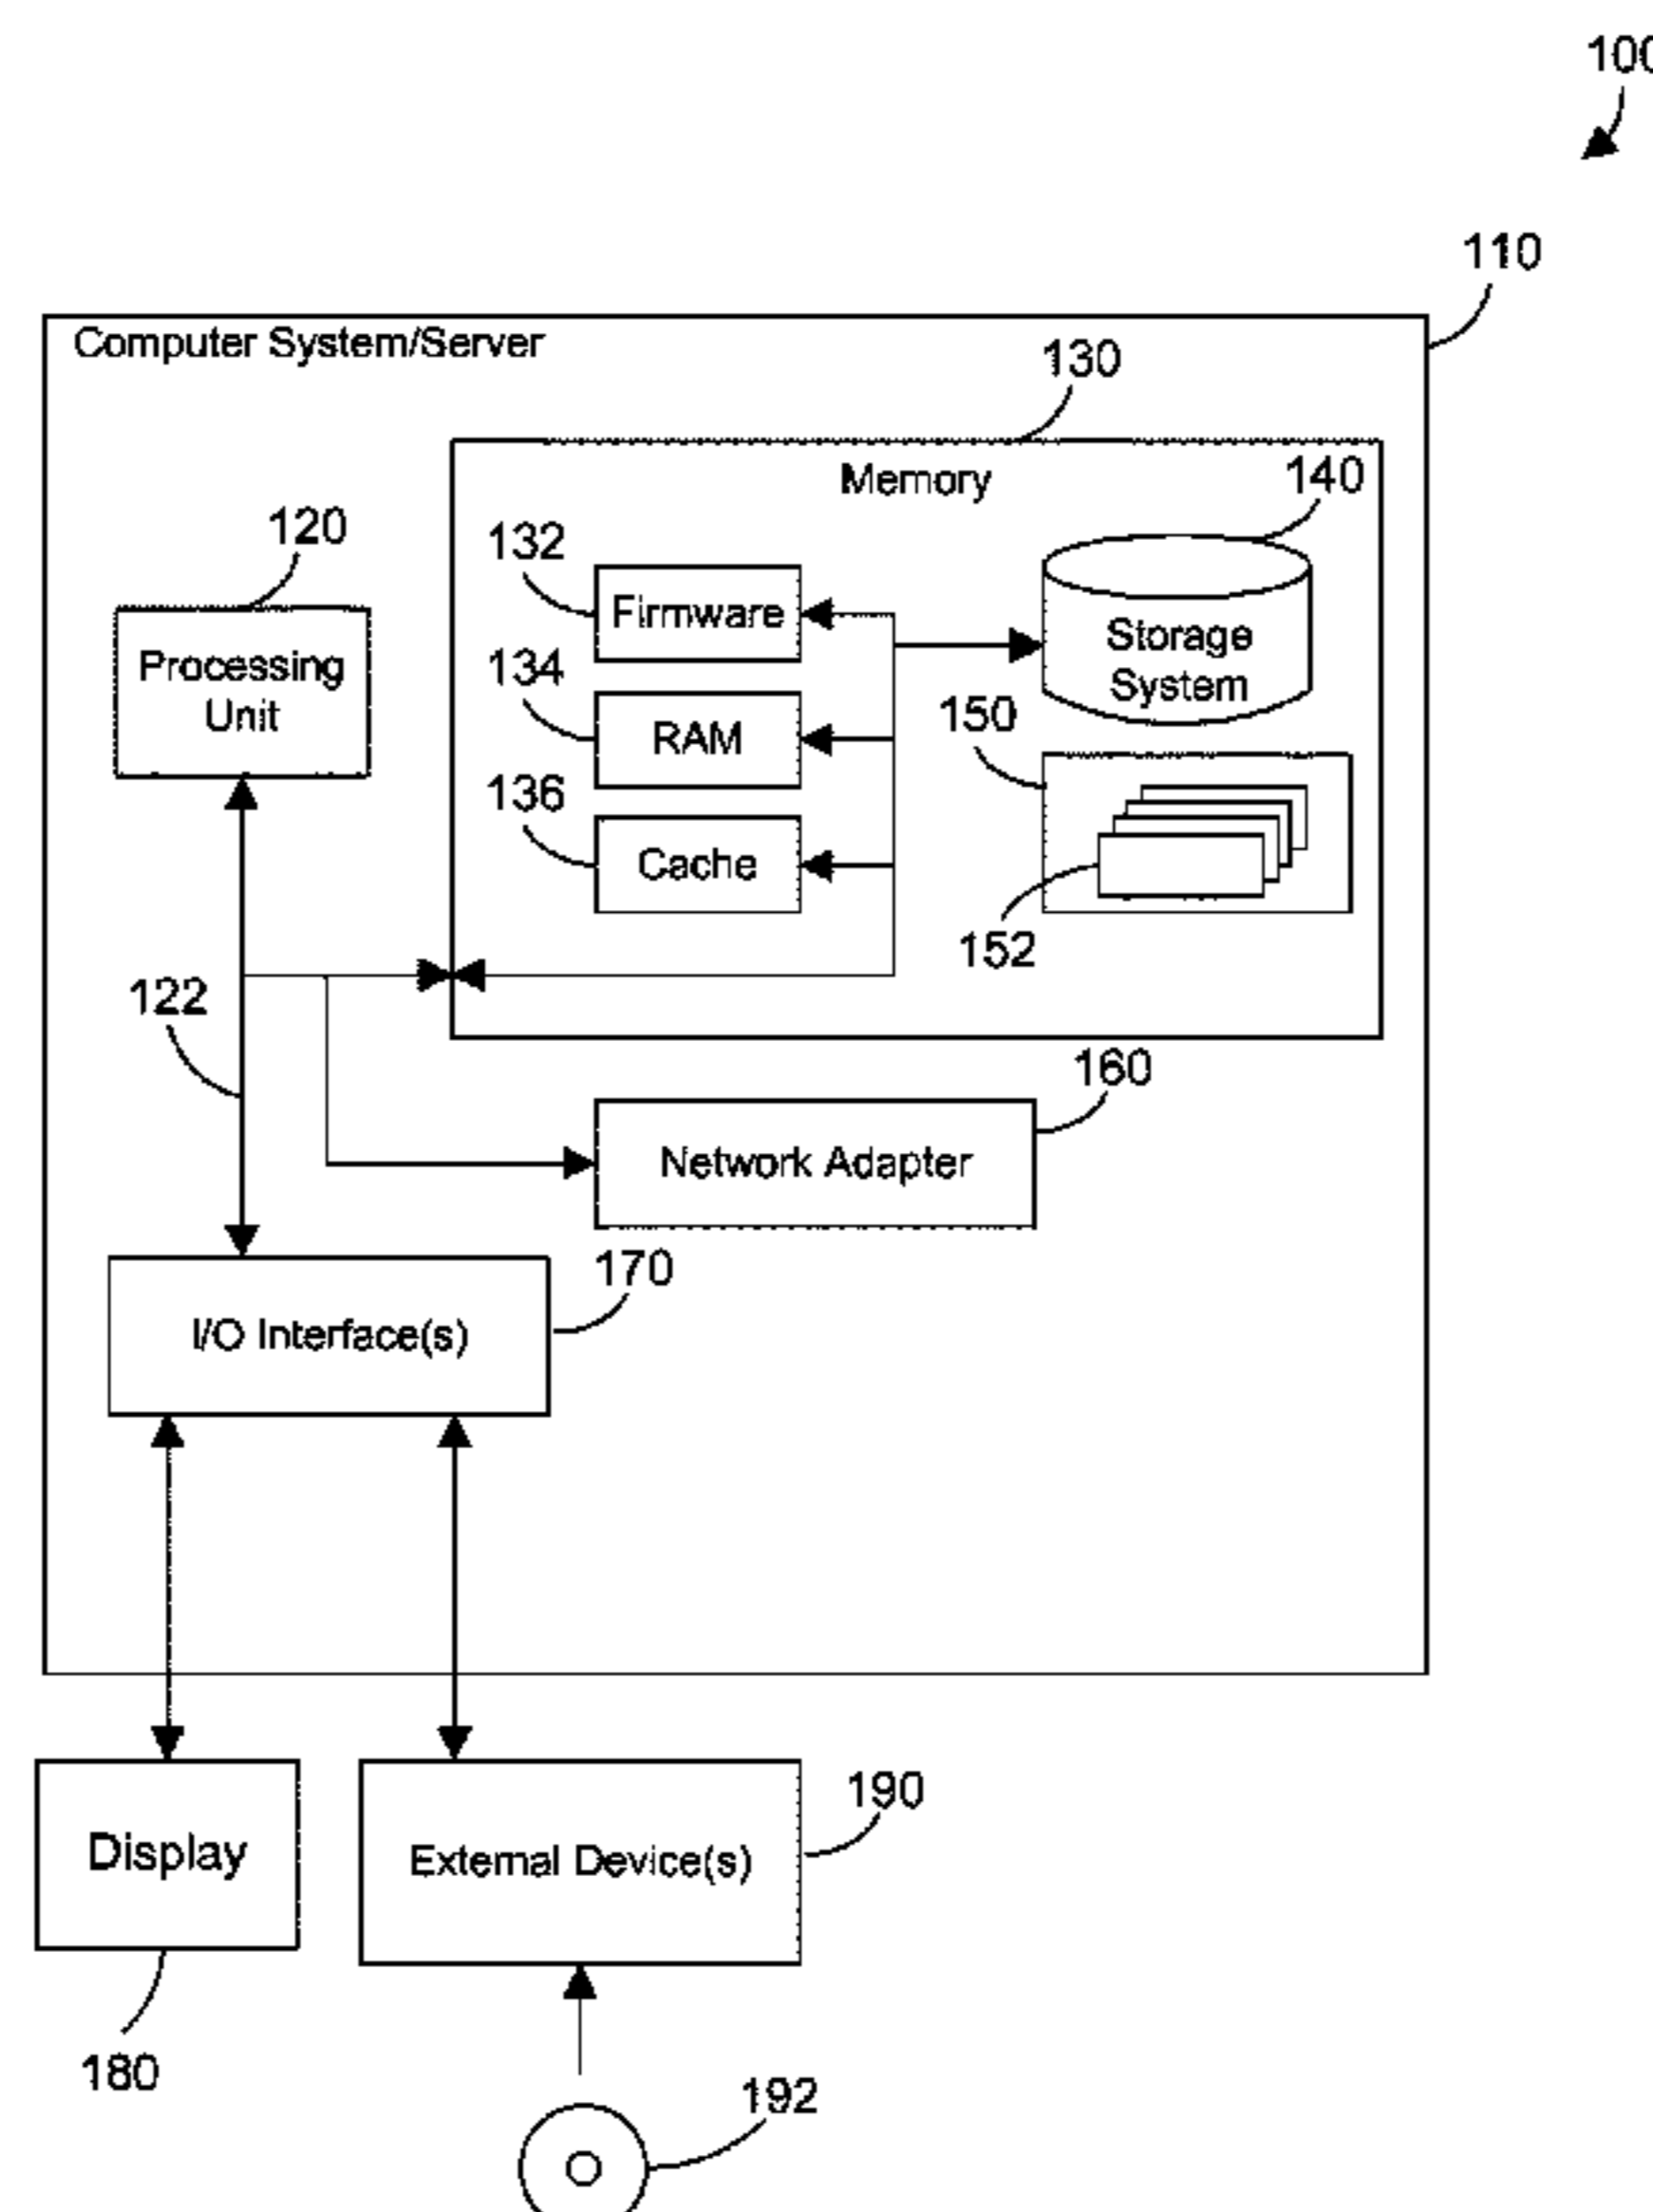 100
110
Computer System/Server
130
Memory
140
120
132
Firmware
Storage
System
Processing
Unit
134
RAM
150
136
Cache
152
122
160
Network Adapter
170
I/O Interface(s)
190
Display
External Device(s)
180
192